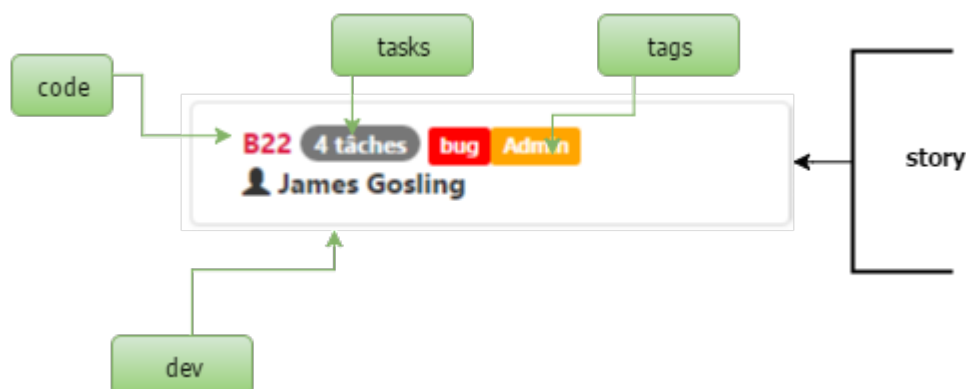 tasks
tags
code
B22 4 tâches bug Admin
story
James Gosling
dev